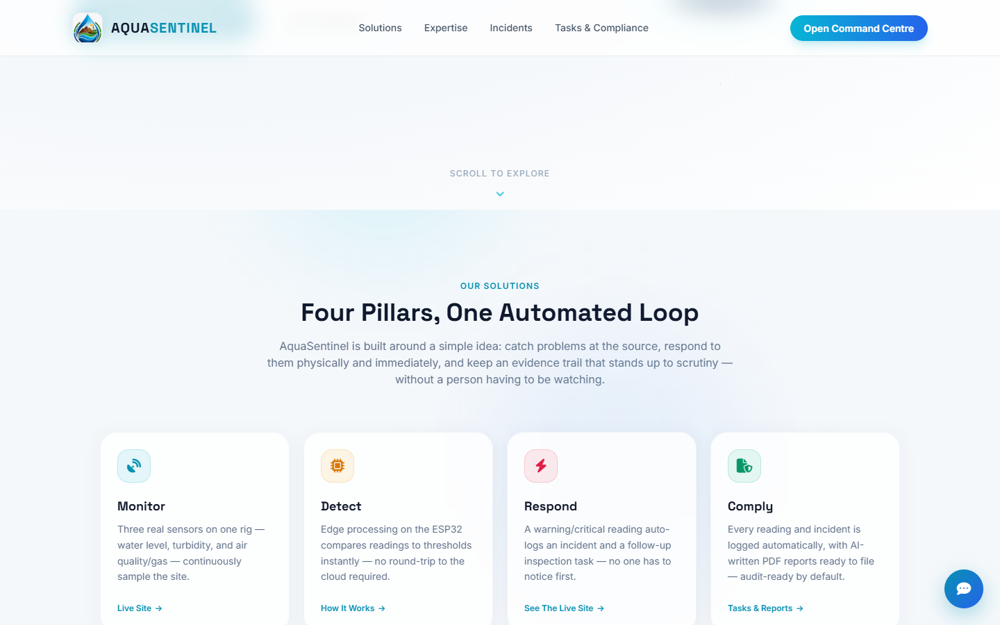 AQUASENTINEL
Solutions
Expertise
Incidents
Tasks & Compliance
Open Command Centre
SCROLL TO EXPLORE
OUR SOLUTIONS
Four Pillars, One Automated Loop
AquaSentinel is built around a simple idea: catch problems at the source, respond to
them physically and immediately, and keep an evidence trail that stands up to scrutiny —
without a person having to be watching.
Monitor
Three real sensors on one rig —
water level, turbidity, and air
quality/gas — continuously
sample the site.
Live Site →
Detect
Edge processing on the ESP32
compares readings to thresholds
instantly — no round-trip to the
cloud required.
How It Works →
Respond
A warning/critical reading auto-
logs an incident and a follow-up
inspection task — no one has to
notice first.
See The Live Site →
Comply
Every reading and incident is
logged automatically, with AI-
written PDF reports ready to file
— audit-ready by default.
Tasks & Reports →